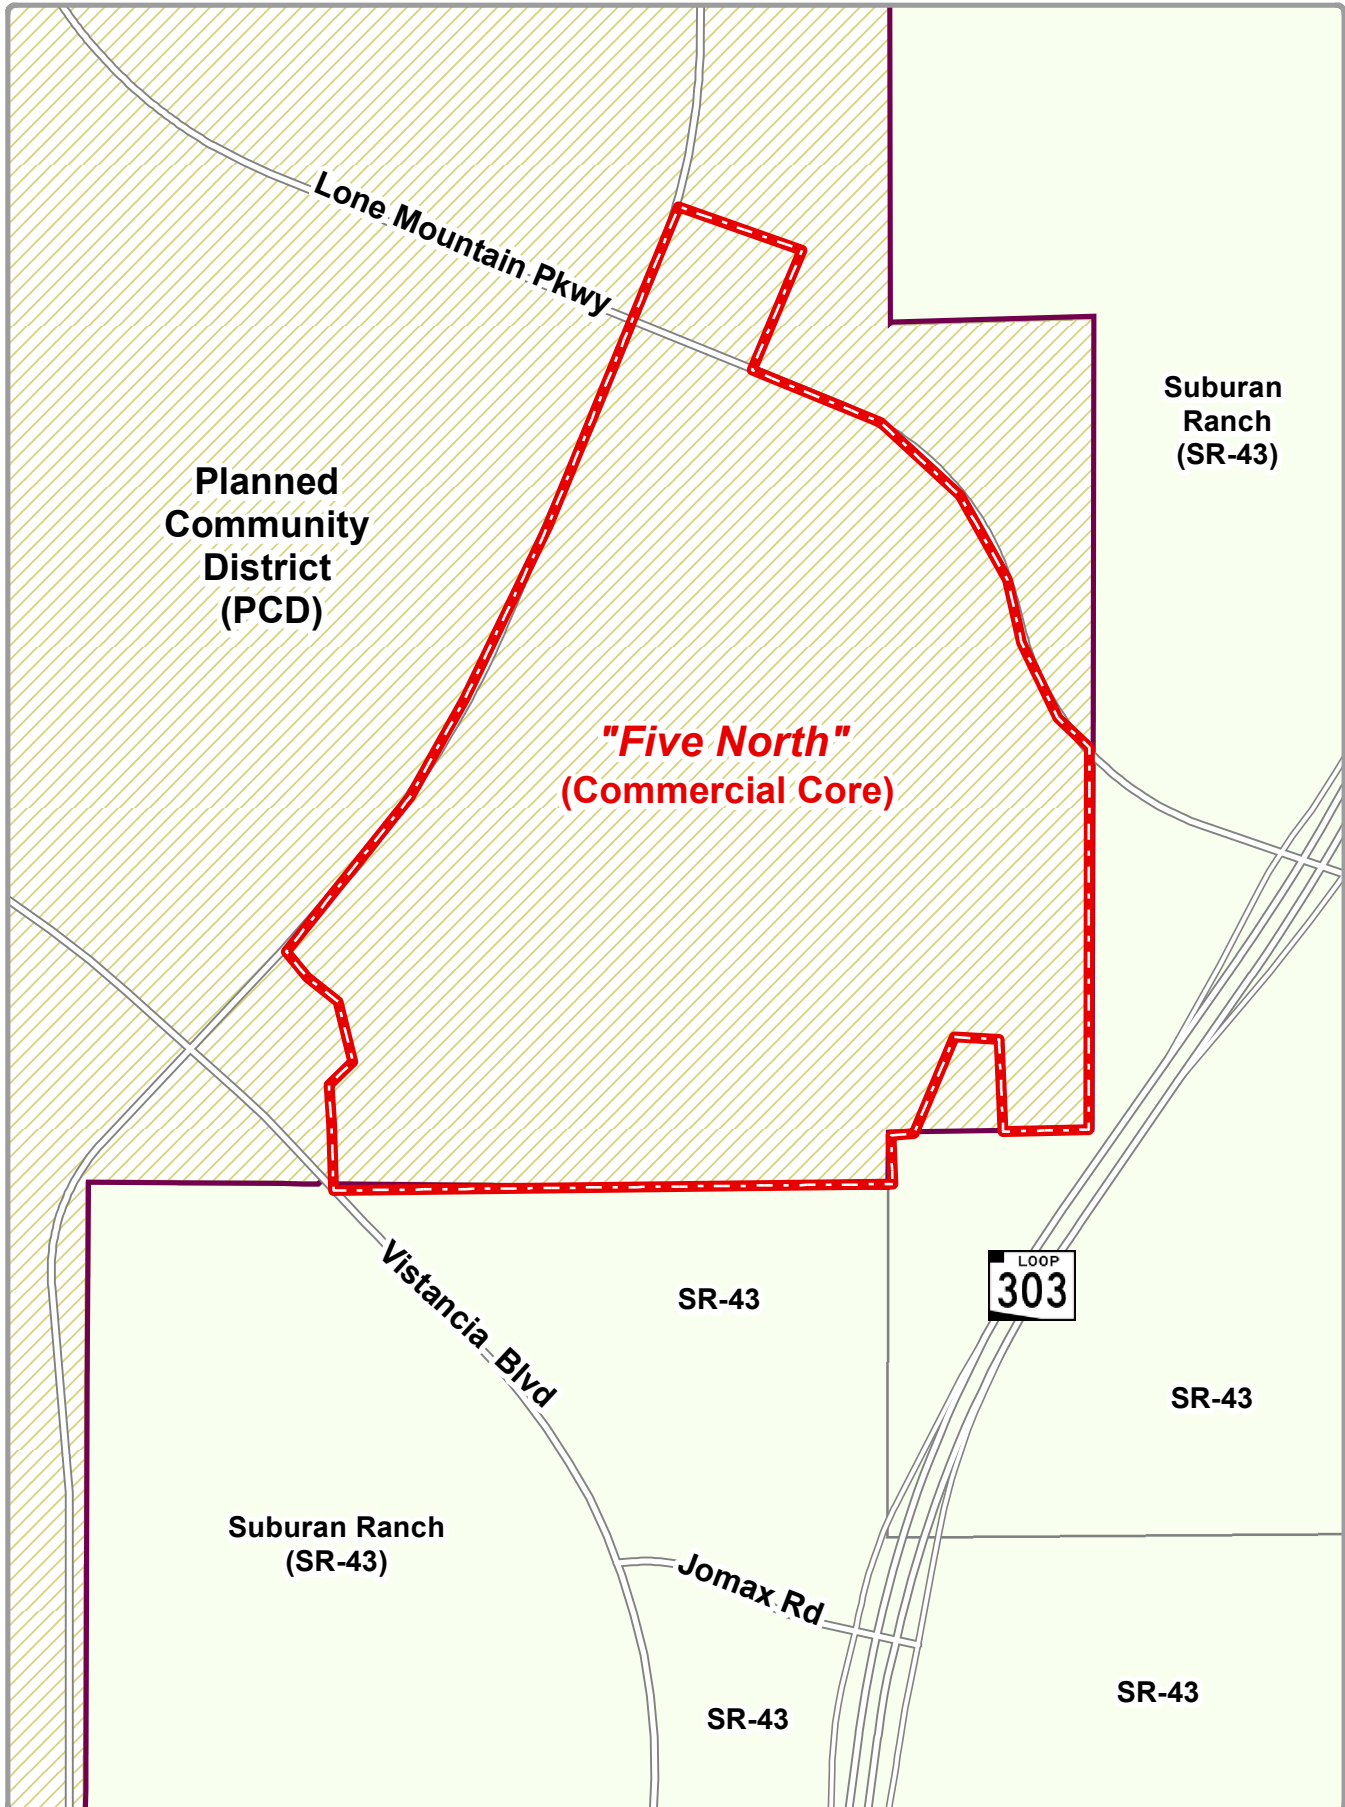 Lone Mountain Pkwy
Suburan
Ranch
(SR-43)
Planned
Community
District
(PCD)
"Five North"
(Commercial Core)
Vistancia Blvd
LOOP
303
SR-43
SR-43
Suburan Ranch
(SR-43)
Jomax Rd
SR-43
SR-43